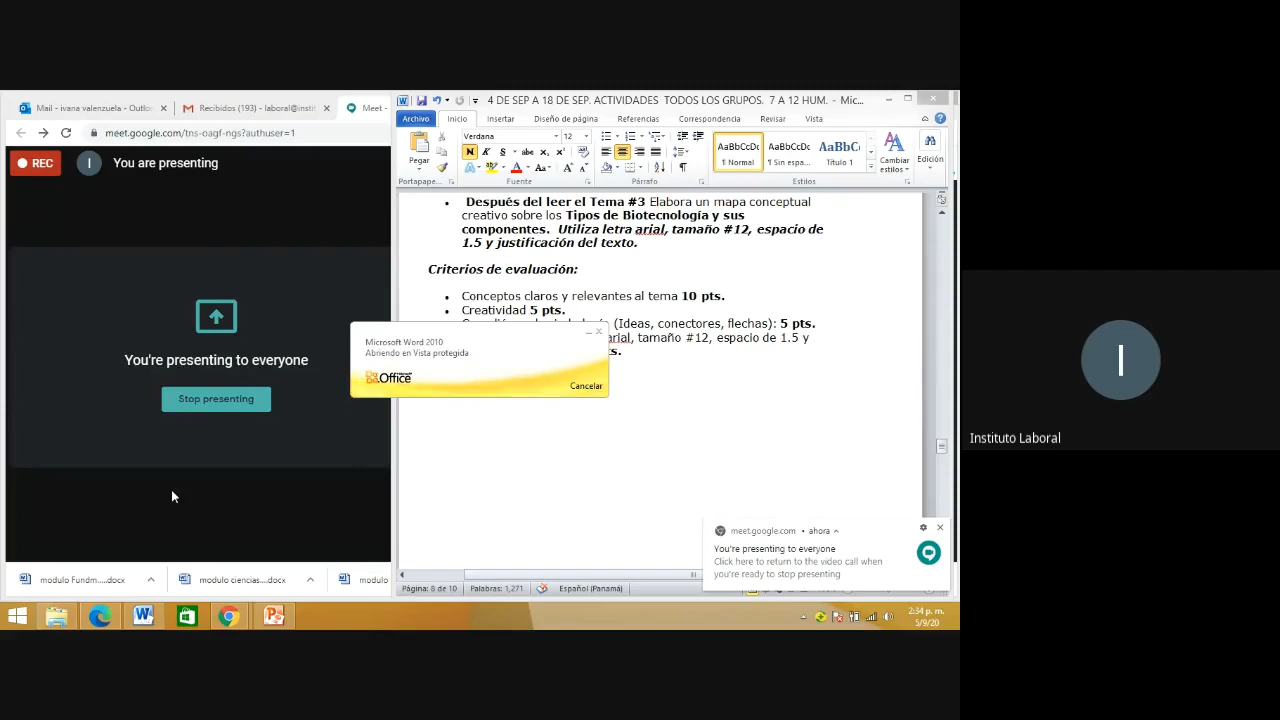 Mail - ivana valenzuela - Outlo
Recibidos (193) - laboral@insti
Meet -
meet.google.com/tns-oagf-ngs?authuser=1
REC
I
You are presenting
You're presenting to everyone
Stop presenting
modulo Fundm....docx
modulo ciencias....docx
modulo
4 DE SEP A 18 DE SEP. ACTIVIDADES TODOS LOS GRUPOS. 7 A 12 HUM. - Mic...
Archivo
Inicio
Insertar
Diseño de página
Referencias
Correspondencia
Revisar
Vista
Pegar
Portapape...
Verdana
12
N K S abc x₂ x²
Fuente
Párrafo
AaBbCcDc
¶ Normal
AaBbCcDc
¶ Sin espa...
AaBbC
Título 1
Cambiar
estilos
Estilos
Edición
Después del leer el Tema #3 Elabora un mapa conceptual
creativo sobre los Tipos de Biotecnología y sus
componentes. Utiliza letra arial, tamaño #12, espacio de
1.5 y justificación del texto.
Criterios de evaluación:
Conceptos claros y relevantes al tema 10 pts.
Creatividad 5 pts.
(Ideas, conectores, flechas): 5 pts.
arial, tamaño #12, espacio de 1.5 y
ts.
Microsoft Word 2010
Abriendo en Vista protegida
Microsoft
Office
Cancelar
meet.google.com • ahora
You're presenting to everyone
Click here to return to the video call when
you're ready to stop presenting
Página: 8 de 10
Palabras: 1,271
Español (Panamá)
2:34 p. m.
5/9/20
I
Instituto Laboral